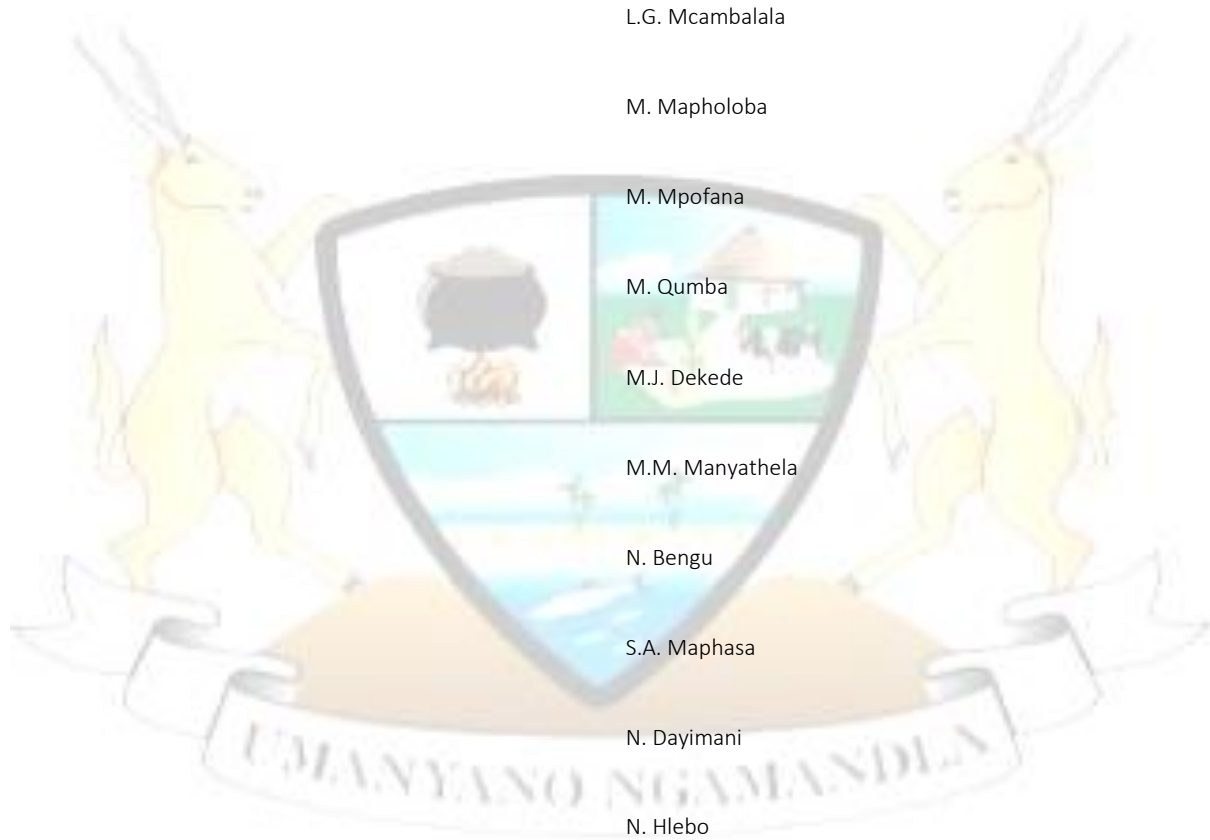 L.G. Mcambalala
M. Mapholoba
M. Mpofana
M. Qumba
M.J. Dekede
M.M. Manyathela
N. Bengu
S.A. Maphasa
N. Dayimani
UMANYANO NGAMANDLA
N. Hlebo